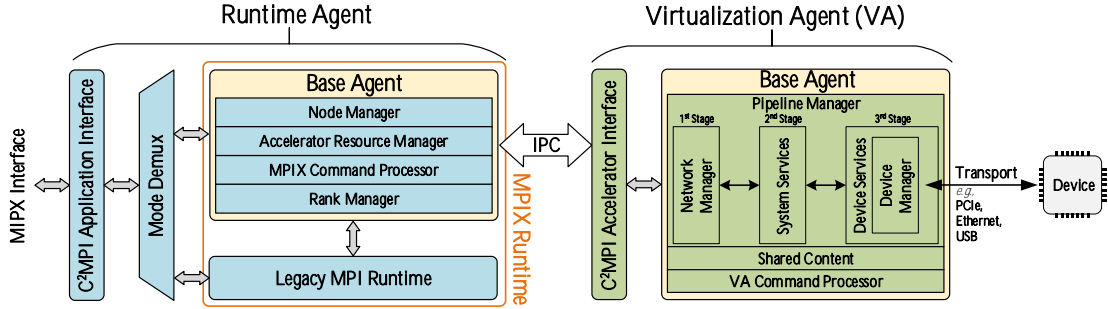 Runtime Agent
Virtualization Agent (VA)
MIPX Interface
C²MPI Application Interface
Mode Demux
Base Agent
Node Manager
Accelerator Resource Manager
MPIX Command Processor
Rank Manager
Legacy MPI Runtime
MPIX Runtime
IPC
C²MPI Accelerator Interface
Base Agent
Pipeline Manager
1st Stage
2nd Stage
3rd Stage
Network
Manager
System Services
Device Services
Device
Manager
Shared Content
VA Command Processor
Transport
e.g,
PCIe,
Ethernet,
USB
Device